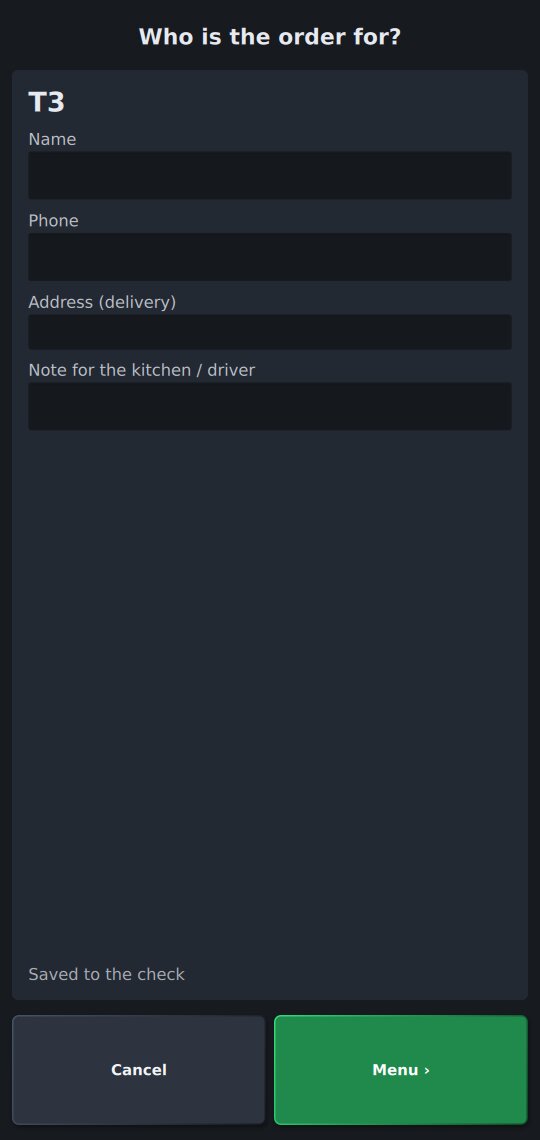 Who is the order for?
T3
Name
Phone
Address (delivery)
Note for the kitchen / driver
Saved to the check
Cancel
Menu ›